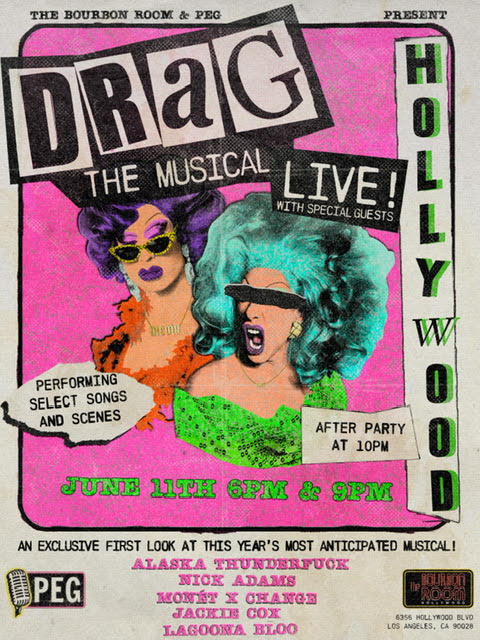 THE BOURBON ROOM & PEG PRESENT
DRaG
THE MUSICAL
LIVE!
WITH SPECIAL GUESTS
HOLLYWOOD
PERFORMING
SELECT SONGS
AND SCENES
AFTER PARTY
AT 10PM
JUNE 11TH 6PM & 9PM
AN EXCLUSIVE FIRST LOOK AT THIS YEAR'S MOST ANTICIPATED MUSICAL!
ALASKA THUNDERFUCK
NICK ADAMS
MONÉT X CHANGE
JACKIE COX
LAGOONA BLOO
PEG
The BOURBON
ROOM
HOLLYWOOD
6356 HOLLYWOOD BLVD
LOS ANGELES, CA 90028